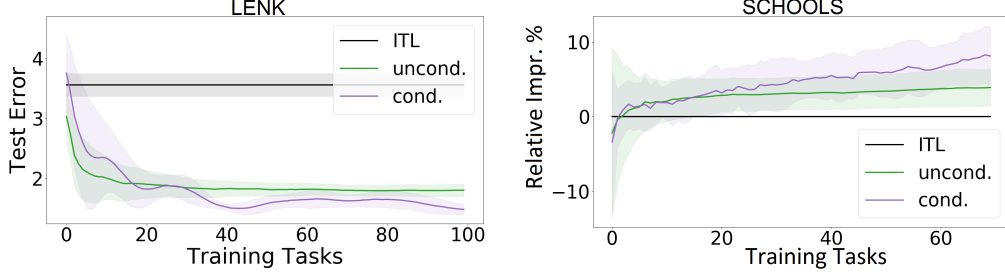 LENK
Test Error
4
3
2
ITL
uncond.
cond.
0 20 40 60 80 100
Training Tasks
SCHOOLS
Relative Impr. %
10
0
−10
ITL
uncond.
cond.
0 20 40 60
Training Tasks